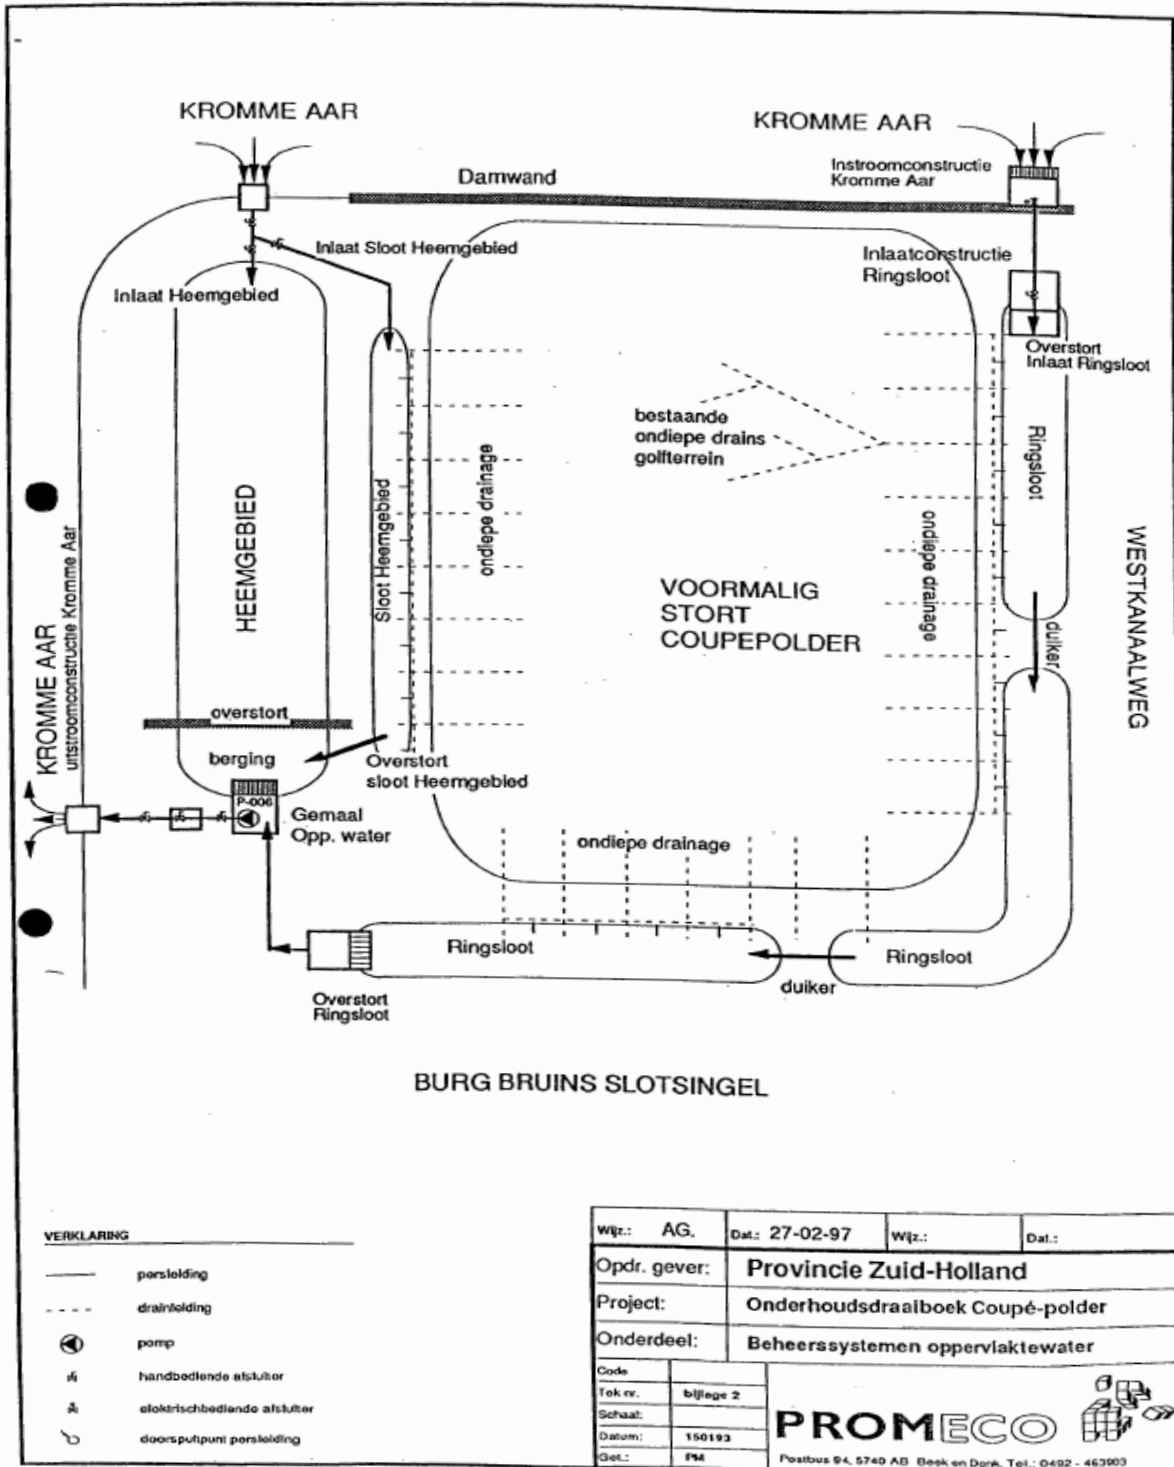 KROMME AAR
KROMME AAR
Instroomconstructie
Kromme Aar
Damwand
Inlaat Sloot Heemgebied
Inlaatconstructie
Ringsloot
Inlaat Heemgebied
Overstort
Inlaat Ringsloot
bestaande
ondiepe drains
golfterrein
Ringsloot
ondiepe drainage
Sloot Heemgebied
HEEMGEBIED
ondiepe drainage
WESTKANAALWEG
VOORMALIG
STORT
COUPEPOLDER
duiker
KROMME AAR
uitstroomconstructie Kromme Aar
overstort
berging
Overstort
sloot Heemgebied
P-006
Gemaal
Opp. water
ondiepe drainage
Ringsloot
Ringsloot
duiker
Overstort
Ringsloot
BURG BRUINS SLOTSINGEL
VERKLARING
persleiding
drainleiding
pomp
handbediende afsluiter
elektrischbediende afsluiter
doorspuitpunt persleiding
Wijz.: AG. Dat.: 27-02-97 Wijz.: Dat.:
Opdr. gever: Provincie Zuid-Holland
Project: Onderhoudsdraaiboek Coupé-polder
Onderdeel: Beheerssystemen oppervlaktewater
Code
Tek nr. bijlage 2
Schaal:
Datum: 150193
Get.: PM
PROMECO
Postbus 94, 5740 AB Beek en Donk, Tel.: 0492 - 463903